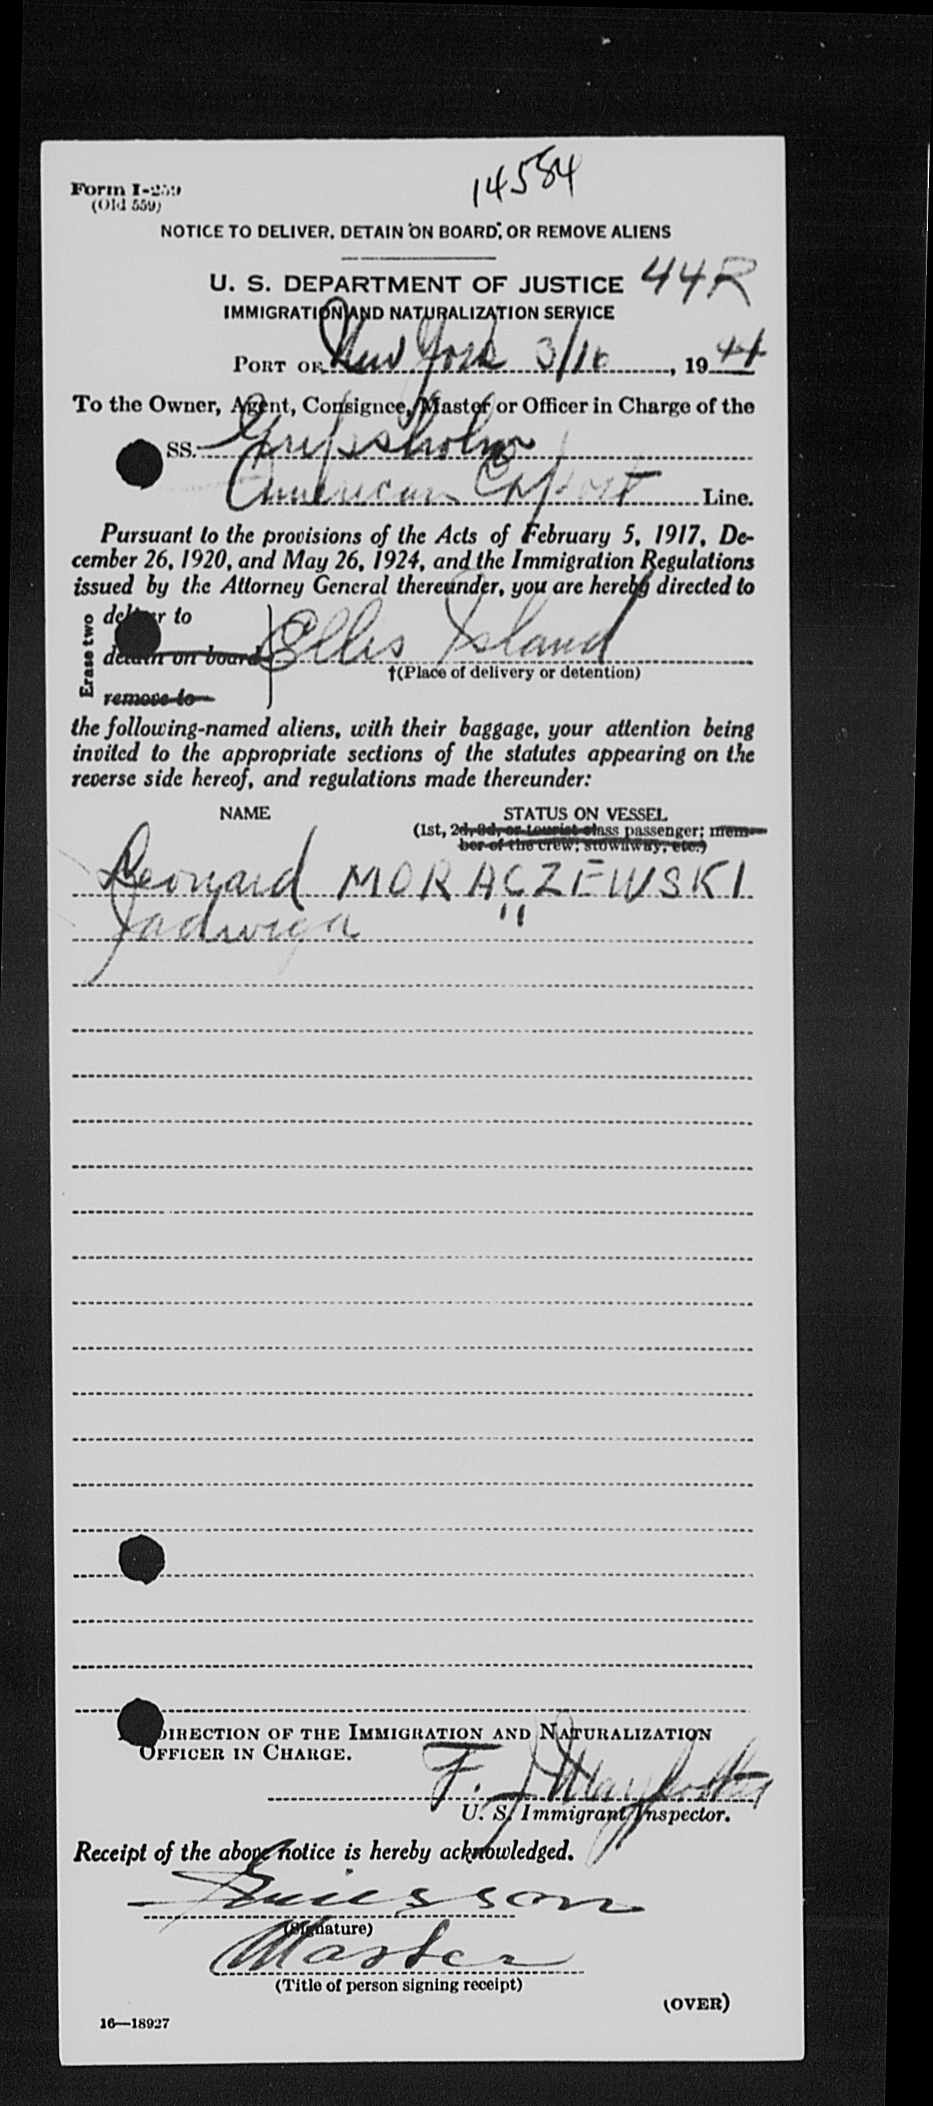 Form I-259
(Old 559)
14584
NOTICE TO DELIVER, DETAIN "ON BOARD", OR REMOVE ALIENS
U. S. DEPARTMENT OF JUSTICE
44R
IMMIGRATION AND NATURALIZATION SERVICE
PORT OF New York 3/16, 1944
To the Owner, Agent, Consignee, Master or Officer in Charge of the
SS. Gripsholm
American Export Line.
Pursuant to the provisions of the Acts of February 5, 1917, De-
cember 26, 1920, and May 26, 1924, and the Immigration Regulations
issued by the Attorney General thereunder, you are hereby directed to
Erase two
deliver to
detain on board
remove to
Ellis Island
†(Place of delivery or detention)
the following-named aliens, with their baggage, your attention being
invited to the appropriate sections of the statutes appearing on the
reverse side hereof, and regulations made thereunder:
NAME STATUS ON VESSEL
(1st, 2d, 3d, or tourist class passenger; mem-
ber of the crew; stowaway, etc.)
Leonard MORACZEWSKI
Jadwiga "
DIRECTION OF THE IMMIGRATION AND NATURALIZATION
OFFICER IN CHARGE.
F. J.
U. S. Immigrant Inspector.
Receipt of the above notice is hereby acknowledged.
Ericsson
(Signature)
Master
(Title of person signing receipt)
(OVER)
16—18927